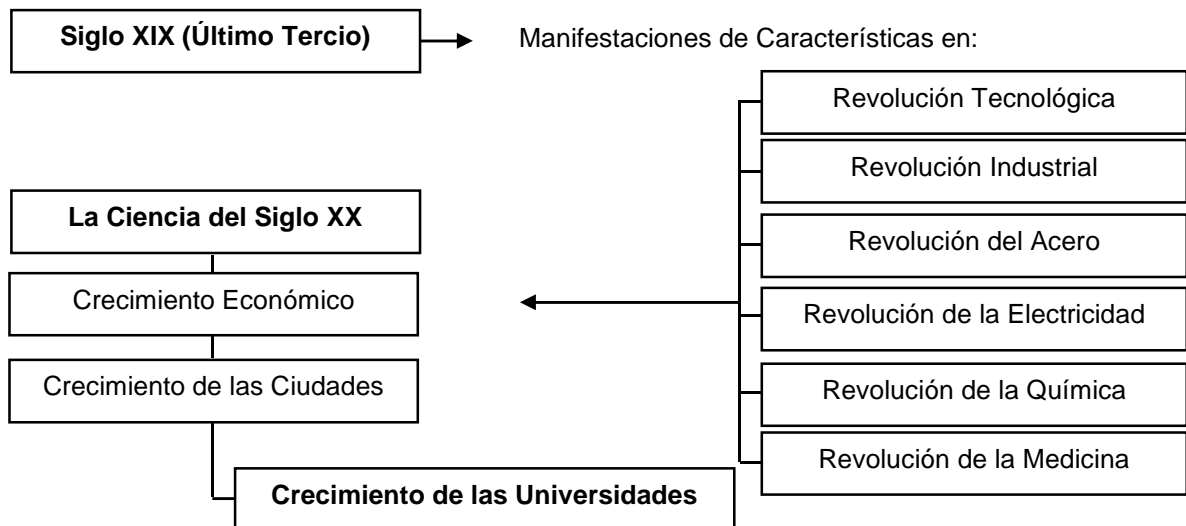 Siglo XIX (Último Tercio)
Manifestaciones de Características en:
Revolución Tecnológica
Revolución Industrial
Revolución del Acero
Revolución de la Electricidad
Revolución de la Química
Revolución de la Medicina
La Ciencia del Siglo XX
Crecimiento Económico
Crecimiento de las Ciudades
Crecimiento de las Universidades